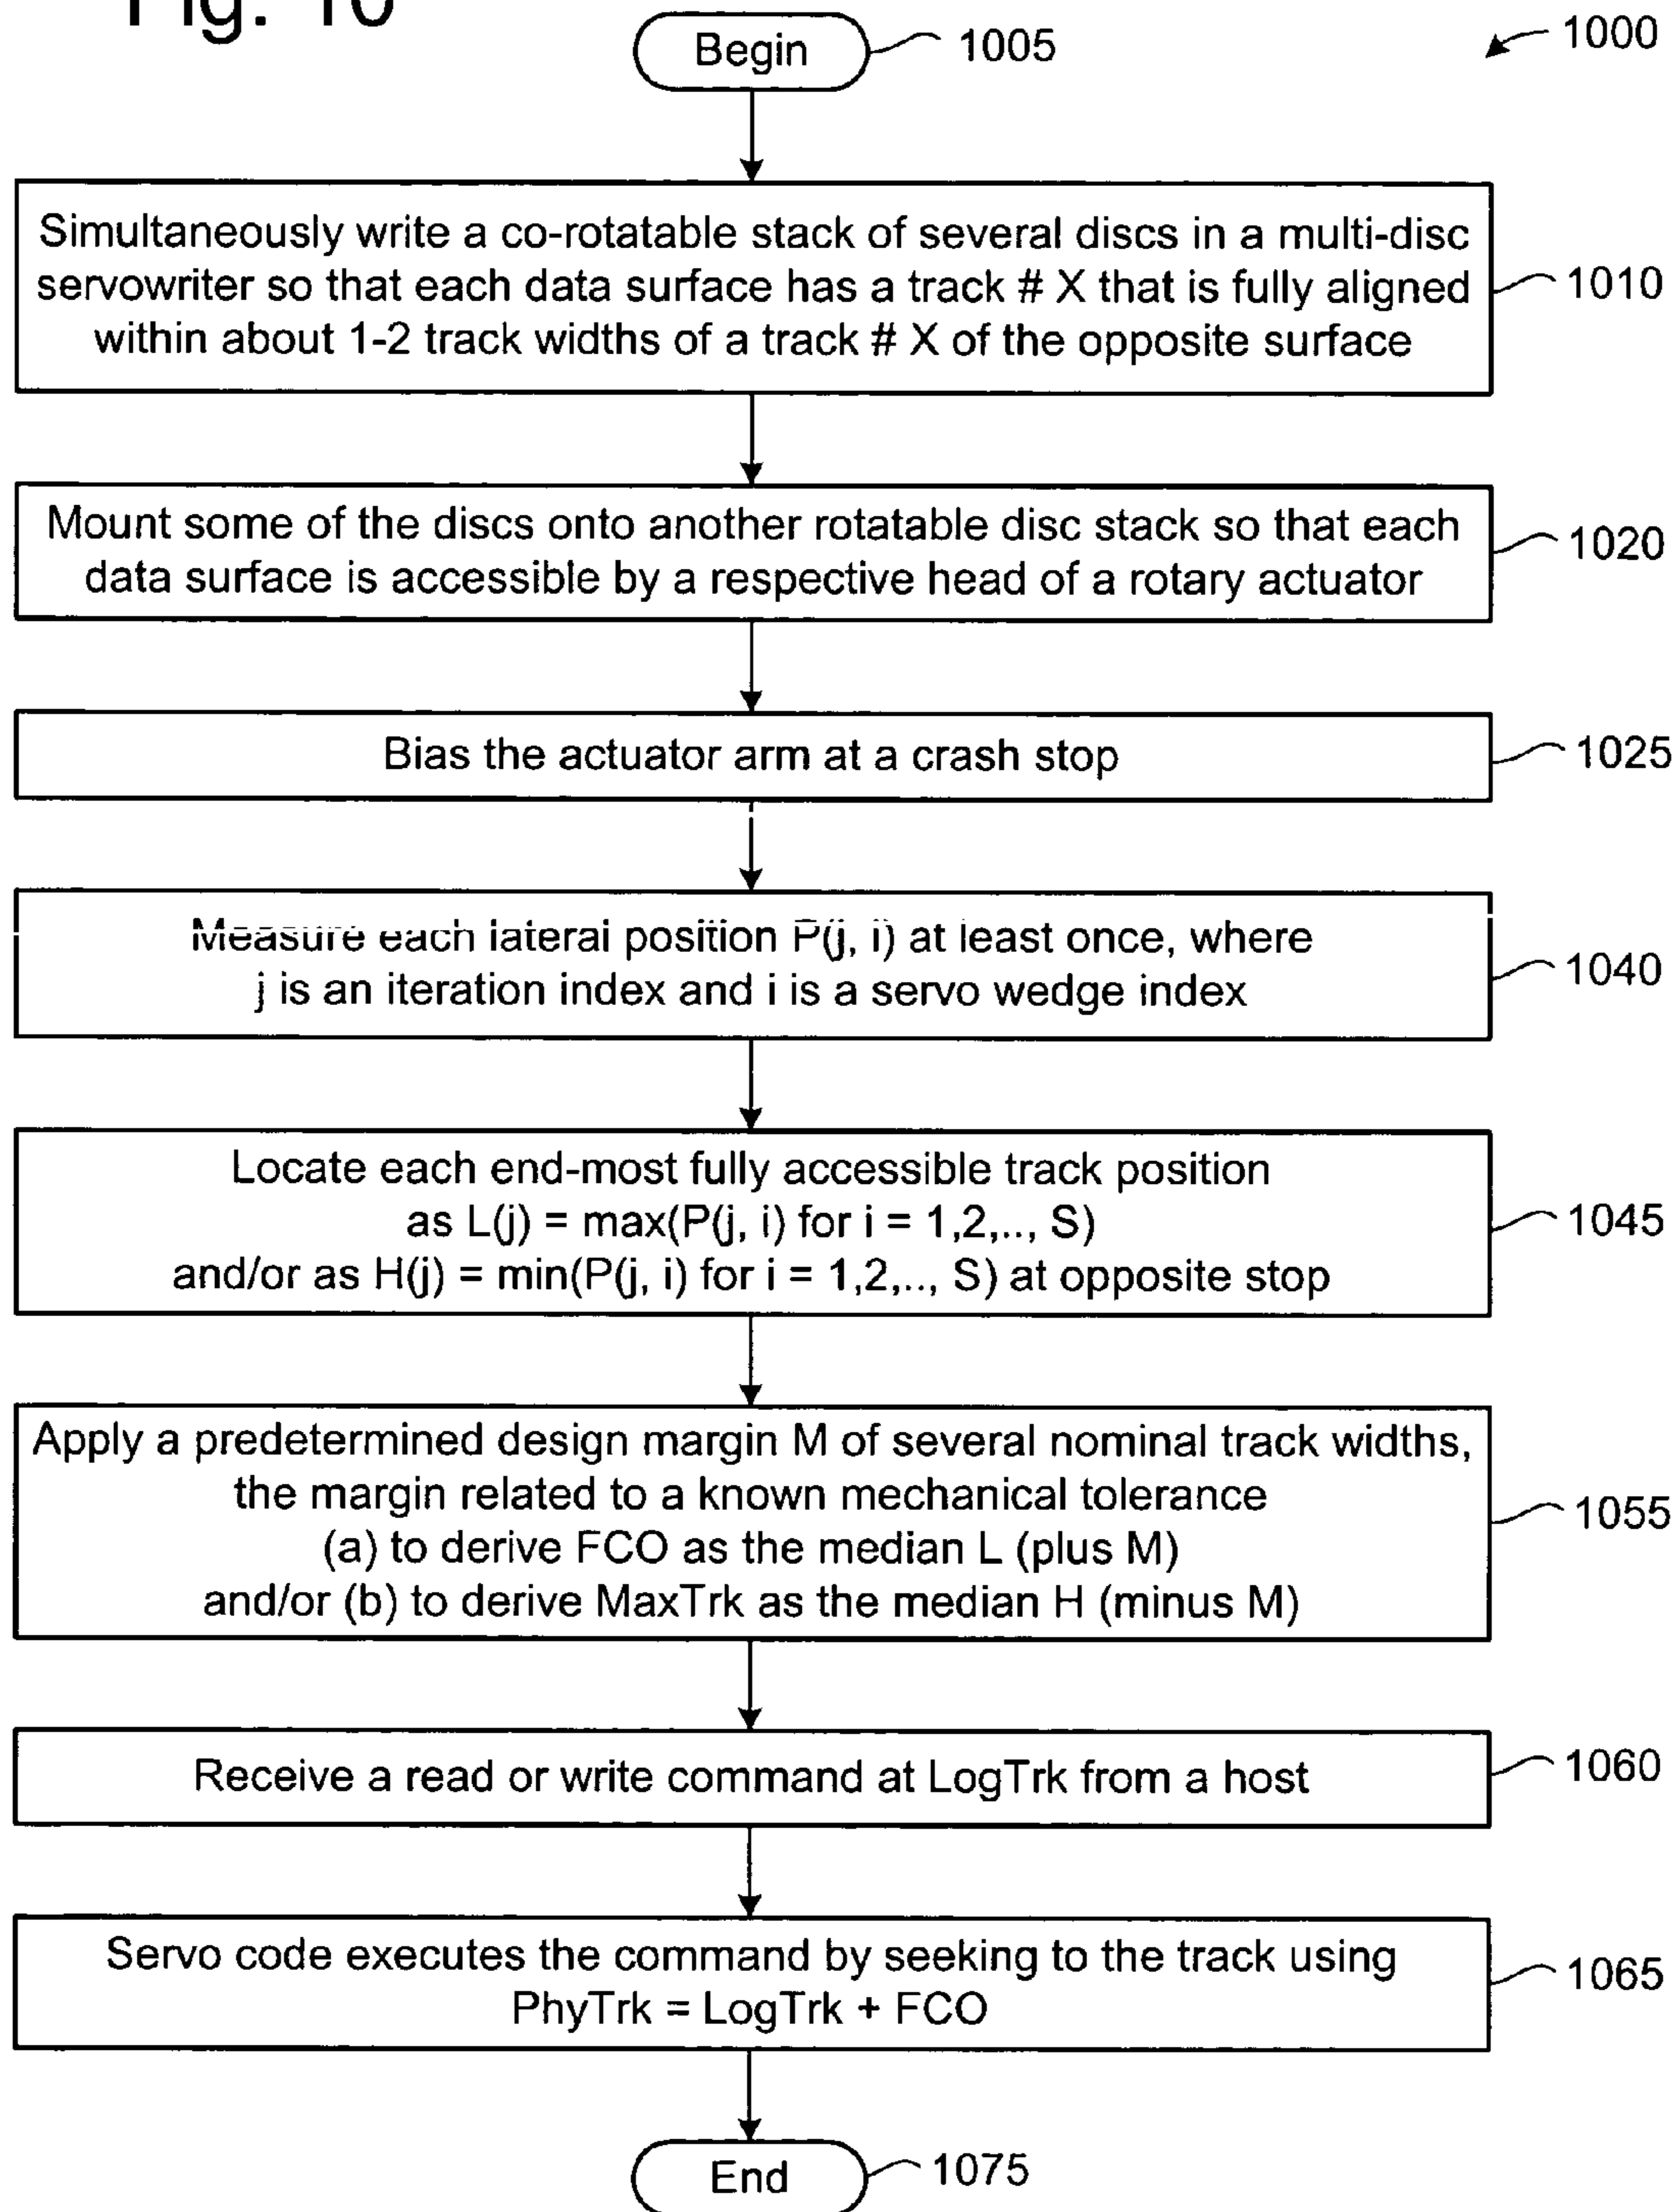 Fig. 10
1000
Begin
1005
Simultaneously write a co-rotatable stack of several discs in a multi-disc
servowriter so that each data surface has a track # X that is fully aligned
within about 1-2 track widths of a track # X of the opposite surface
1010
Mount some of the discs onto another rotatable disc stack so that each
data surface is accessible by a respective head of a rotary actuator
1020
Bias the actuator arm at a crash stop
1025
Measure each lateral position P(j, i) at least once, where
j is an iteration index and i is a servo wedge index
1040
Locate each end-most fully accessible track position
as L(j) = max(P(j, i) for i = 1,2,.., S)
and/or as H(j) = min(P(j, i) for i = 1,2,.., S) at opposite stop
1045
Apply a predetermined design margin M of several nominal track widths,
the margin related to a known mechanical tolerance
(a) to derive FCO as the median L (plus M)
and/or (b) to derive MaxTrk as the median H (minus M)
1055
Receive a read or write command at LogTrk from a host
1060
Servo code executes the command by seeking to the track using
PhyTrk = LogTrk + FCO
1065
End
1075